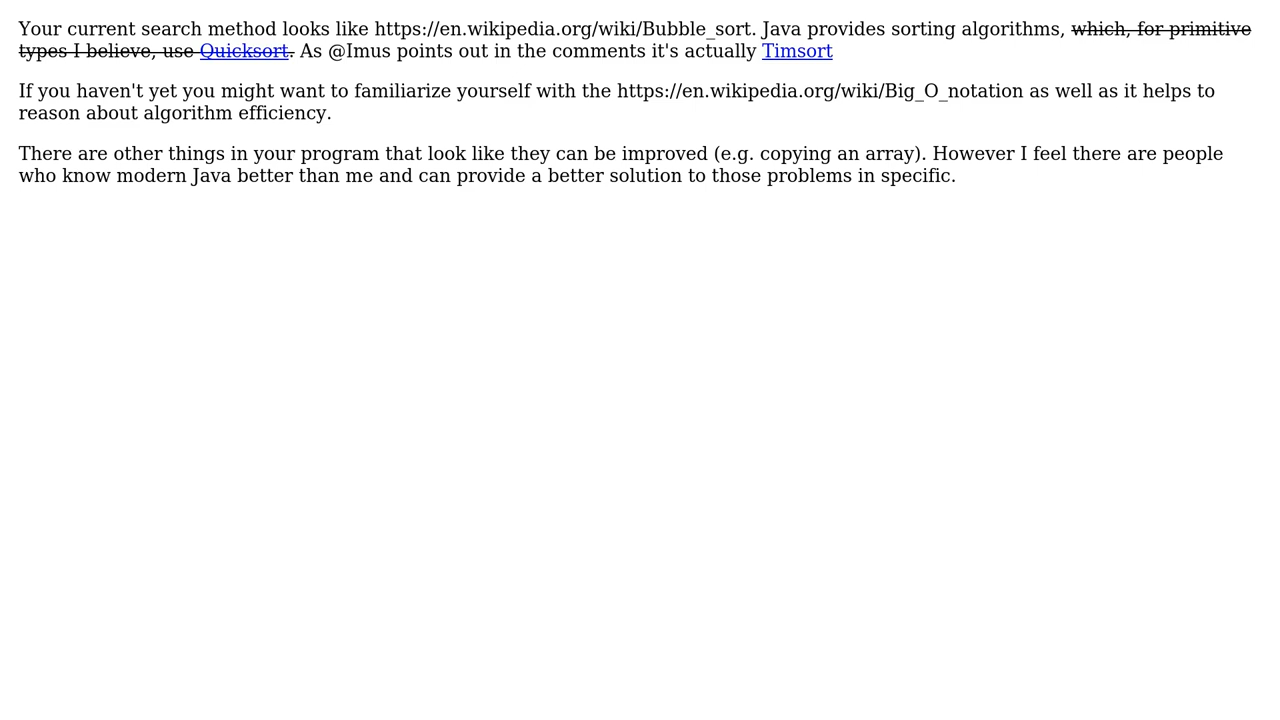 Your current search method looks like https://en.wikipedia.org/wiki/Bubble_sort. Java provides sorting algorithms, which, for primitive
types I believe, use Quicksort. As @Imus points out in the comments it's actually Timsort
If you haven't yet you might want to familiarize yourself with the https://en.wikipedia.org/wiki/Big_O_notation as well as it helps to
reason about algorithm efficiency.
There are other things in your program that look like they can be improved (e.g. copying an array). However I feel there are people
who know modern Java better than me and can provide a better solution to those problems in specific.